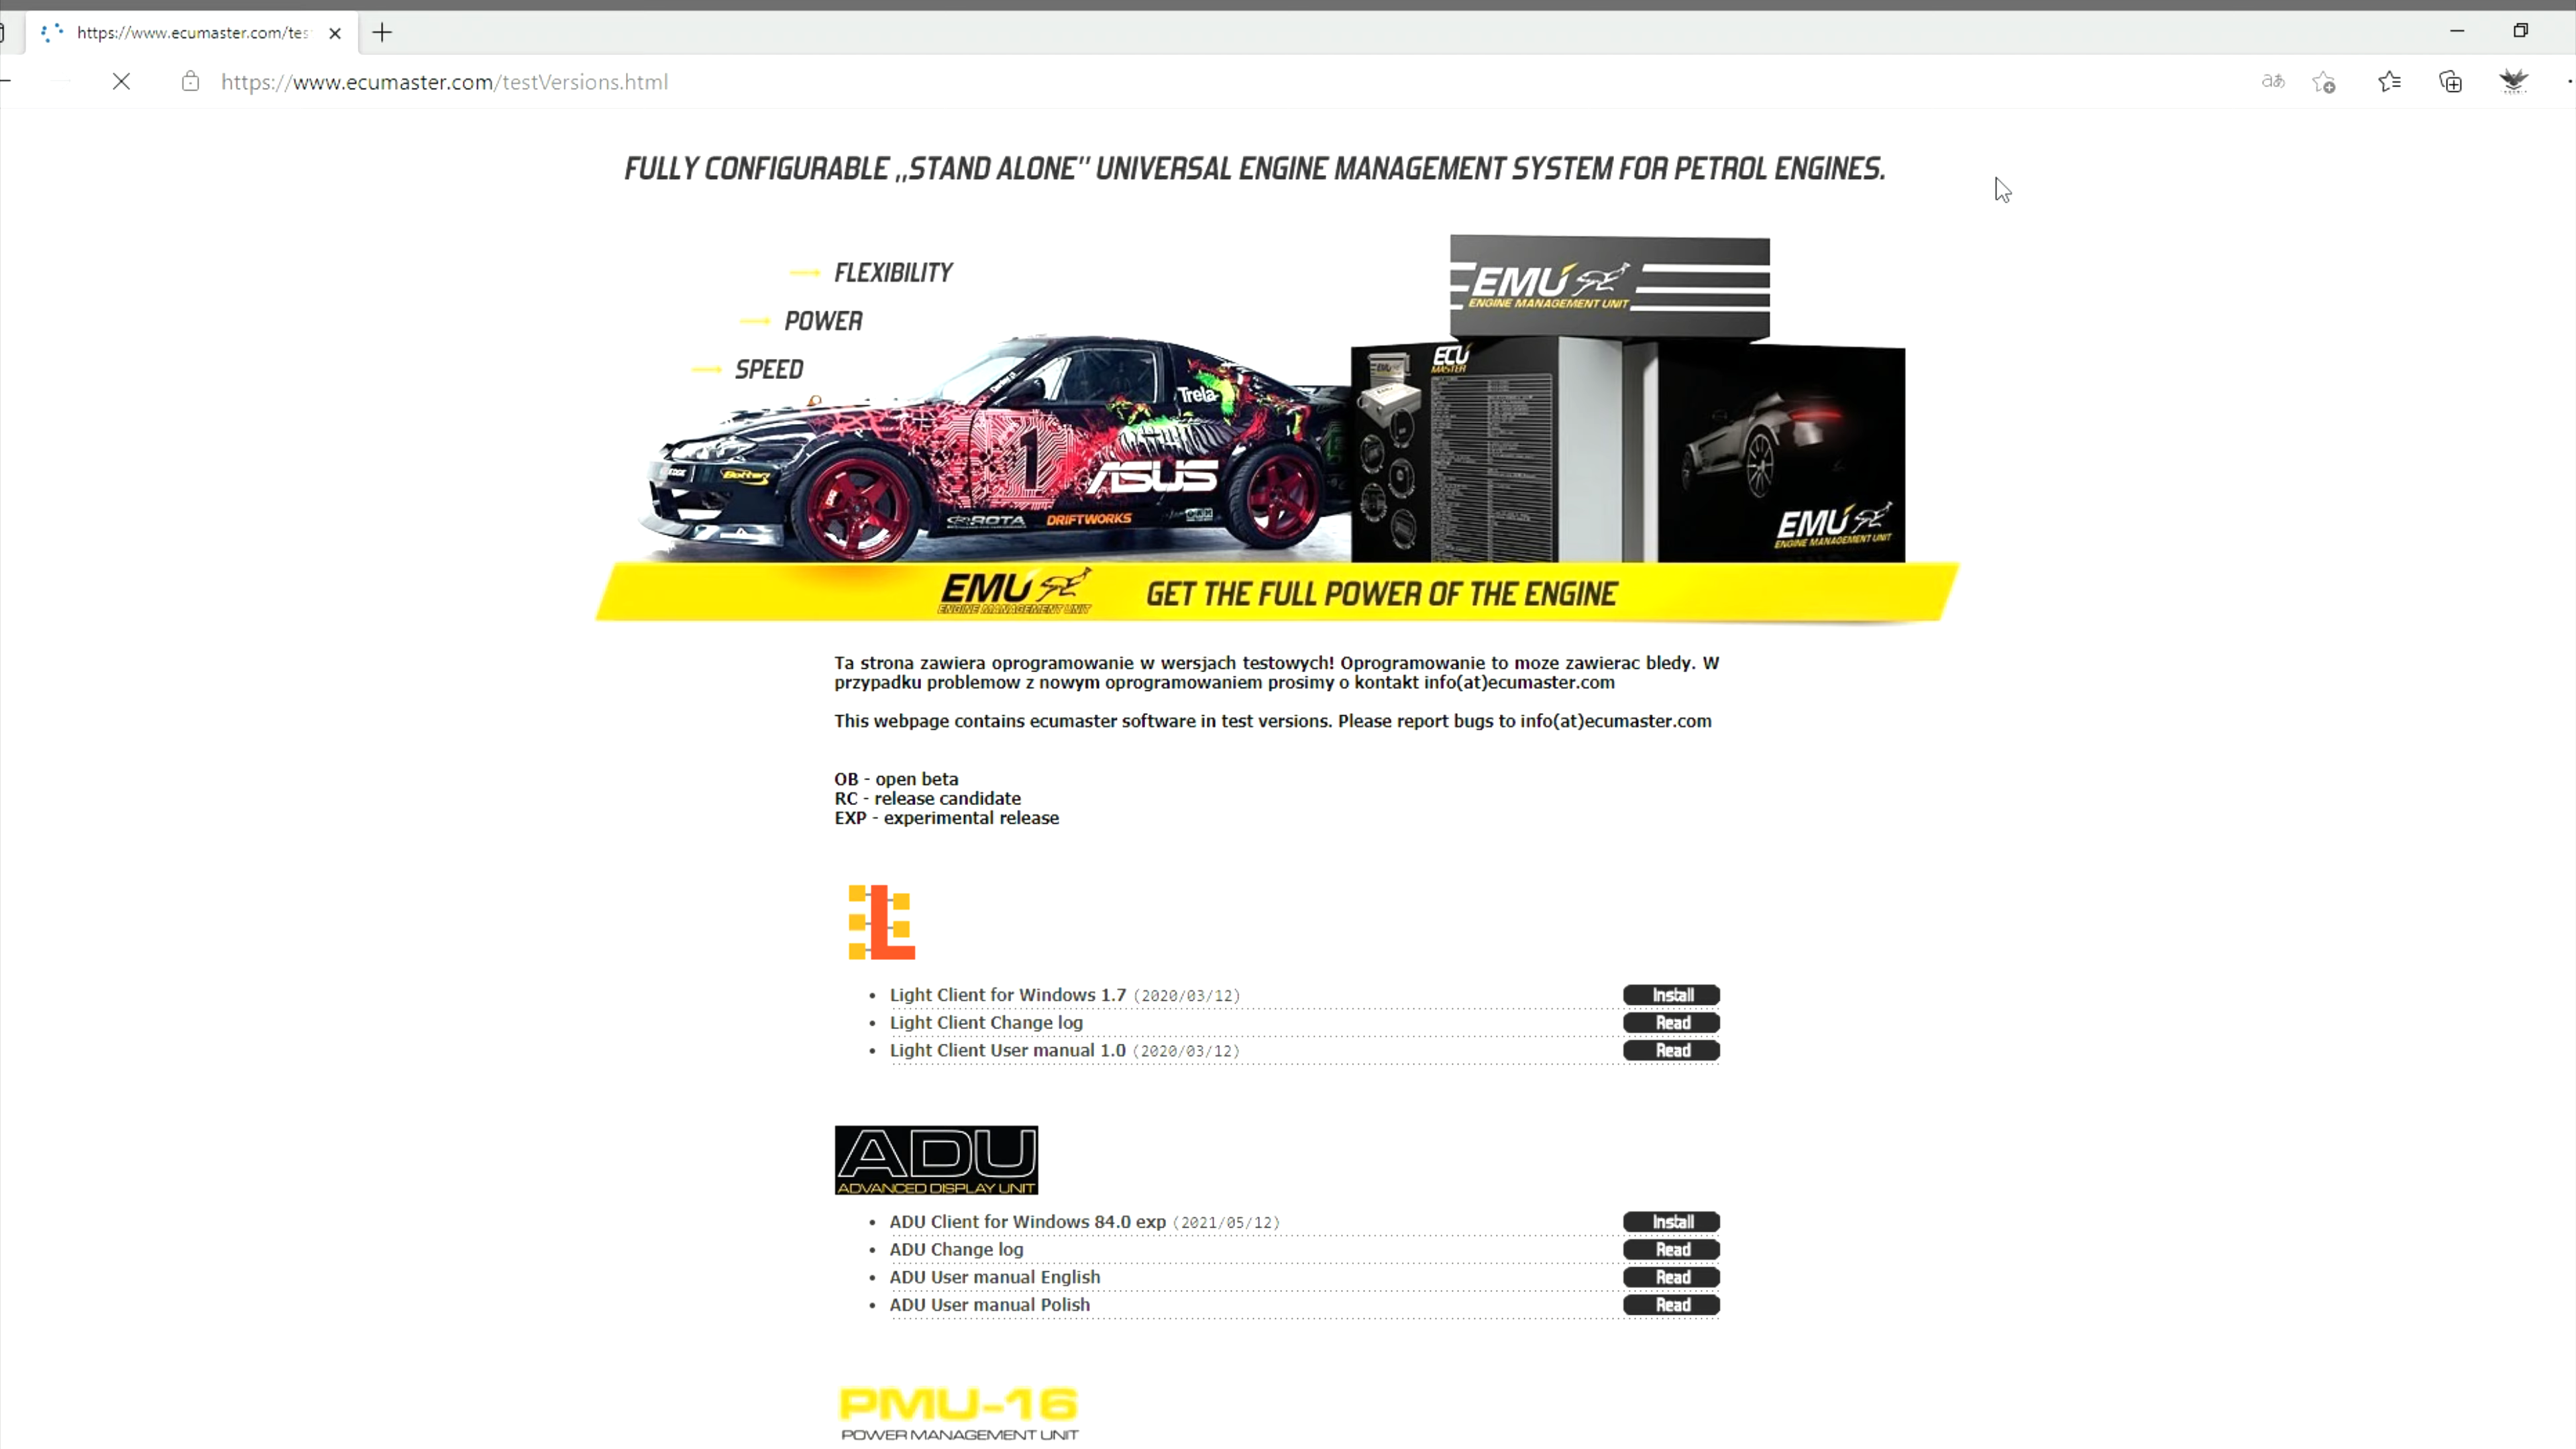 https://www.ecumaster.com/tes
https://www.ecumaster.com/testVersions.html
FULLY CONFIGURABLE ,,STAND ALONE" UNIVERSAL ENGINE MANAGEMENT SYSTEM FOR PETROL ENGINES.
FLEXIBILITY
POWER
SPEED
EMU
ENGINE MANAGEMENT UNIT
ECU
MASTER
Trela
1
ASUS
ROTA
DRIFTWORKS
EMU
ENGINE MANAGEMENT UNIT
EMU
ENGINE MANAGEMENT UNIT
GET THE FULL POWER OF THE ENGINE
Ta strona zawiera oprogramowanie w wersjach testowych! Oprogramowanie to moze zawierac bledy. W
przypadku problemow z nowym oprogramowaniem prosimy o kontakt info(at)ecumaster.com
This webpage contains ecumaster software in test versions. Please report bugs to info(at)ecumaster.com
OB - open beta
RC - release candidate
EXP - experimental release
L
Light Client for Windows 1.7 (2020/03/12) Install
Light Client Change log Read
Light Client User manual 1.0 (2020/03/12) Read
ADU
ADVANCED DISPLAY UNIT
ADU Client for Windows 84.0 exp (2021/05/12) Install
ADU Change log Read
ADU User manual English Read
ADU User manual Polish Read
PMU-16
POWER MANAGEMENT UNIT